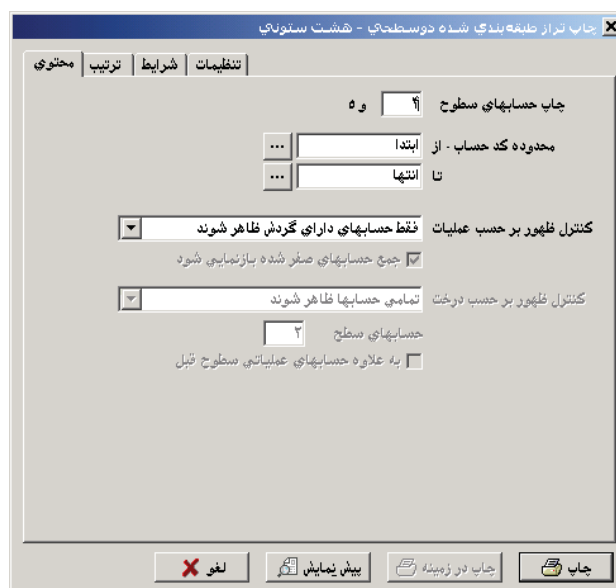 چاپ تراز طبقه‌بندي شده دوسطحي - هشت ستوني
محتوي ترتيب شرايط تنظيمات
چاپ حسابهاي سطوح ۴ و ۵
محدوده کد حساب - از ابتدا ...
تا انتها ...
کنترل ظهور بر حسب عمليات فقط حسابهاي داراي گردش ظاهر شوند
جمع حسابهاي صفر شده بازنمايي شود
کنترل ظهور بر حسب درخت تمامي حسابها ظاهر شوند
حسابهاي سطح ۲
به علاوه حسابهاي عملياتي سطوح قبل
چاپ چاپ در زمينه پيش نمايش لغو